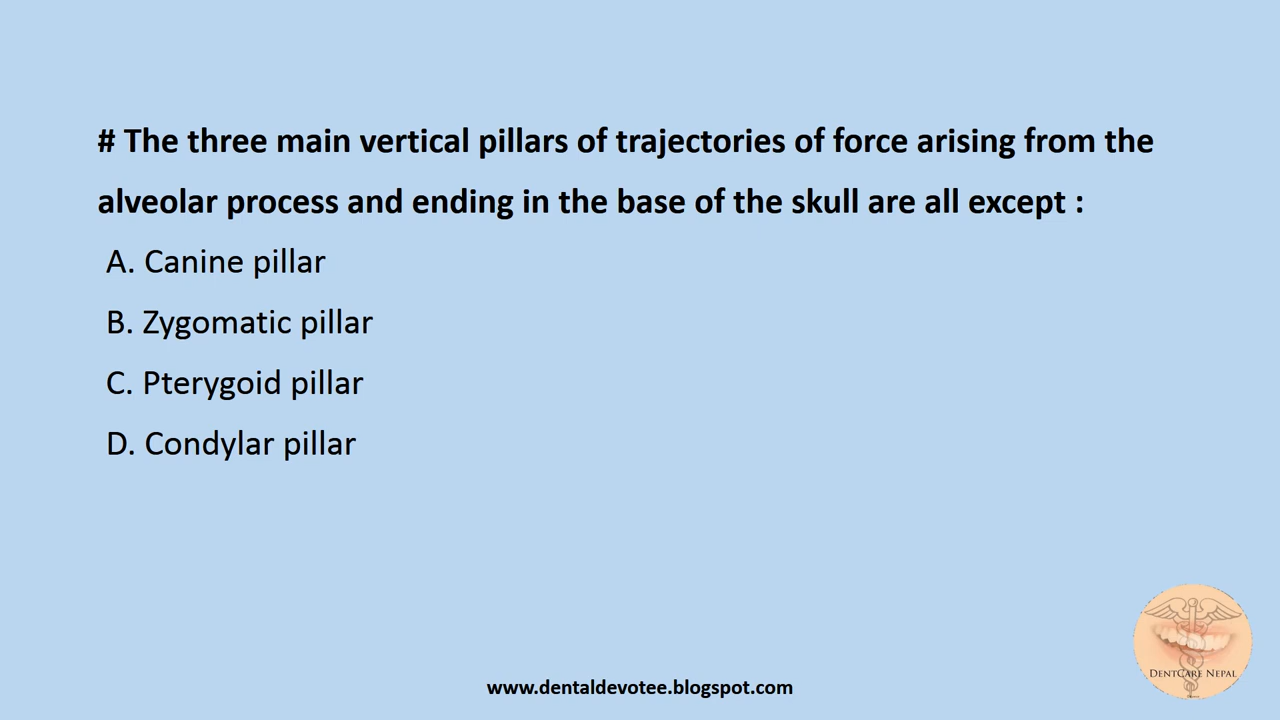 # The three main vertical pillars of trajectories of force arising from the
alveolar process and ending in the base of the skull are all except :
A. Canine pillar
B. Zygomatic pillar
C. Pterygoid pillar
D. Condylar pillar
DENTCARE NEPAL
www.dentaldevotee.blogspot.com